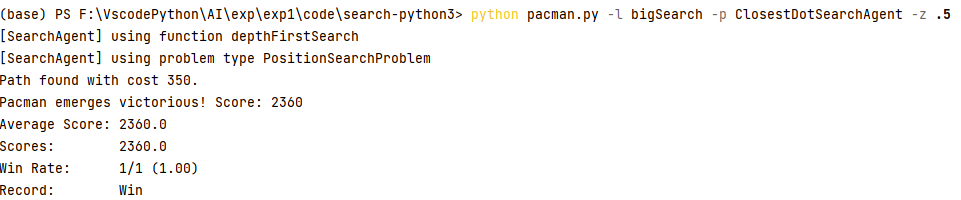 (base) PS F:\VscodePython\AI\exp\exp1\code\search-python3> python pacman.py -l bigSearch -p ClosestDotSearchAgent -z .5
[SearchAgent] using function depthFirstSearch
[SearchAgent] using problem type PositionSearchProblem
Path found with cost 350.
Pacman emerges victorious! Score: 2360
Average Score: 2360.0
Scores:        2360.0
Win Rate:      1/1 (1.00)
Record:        Win